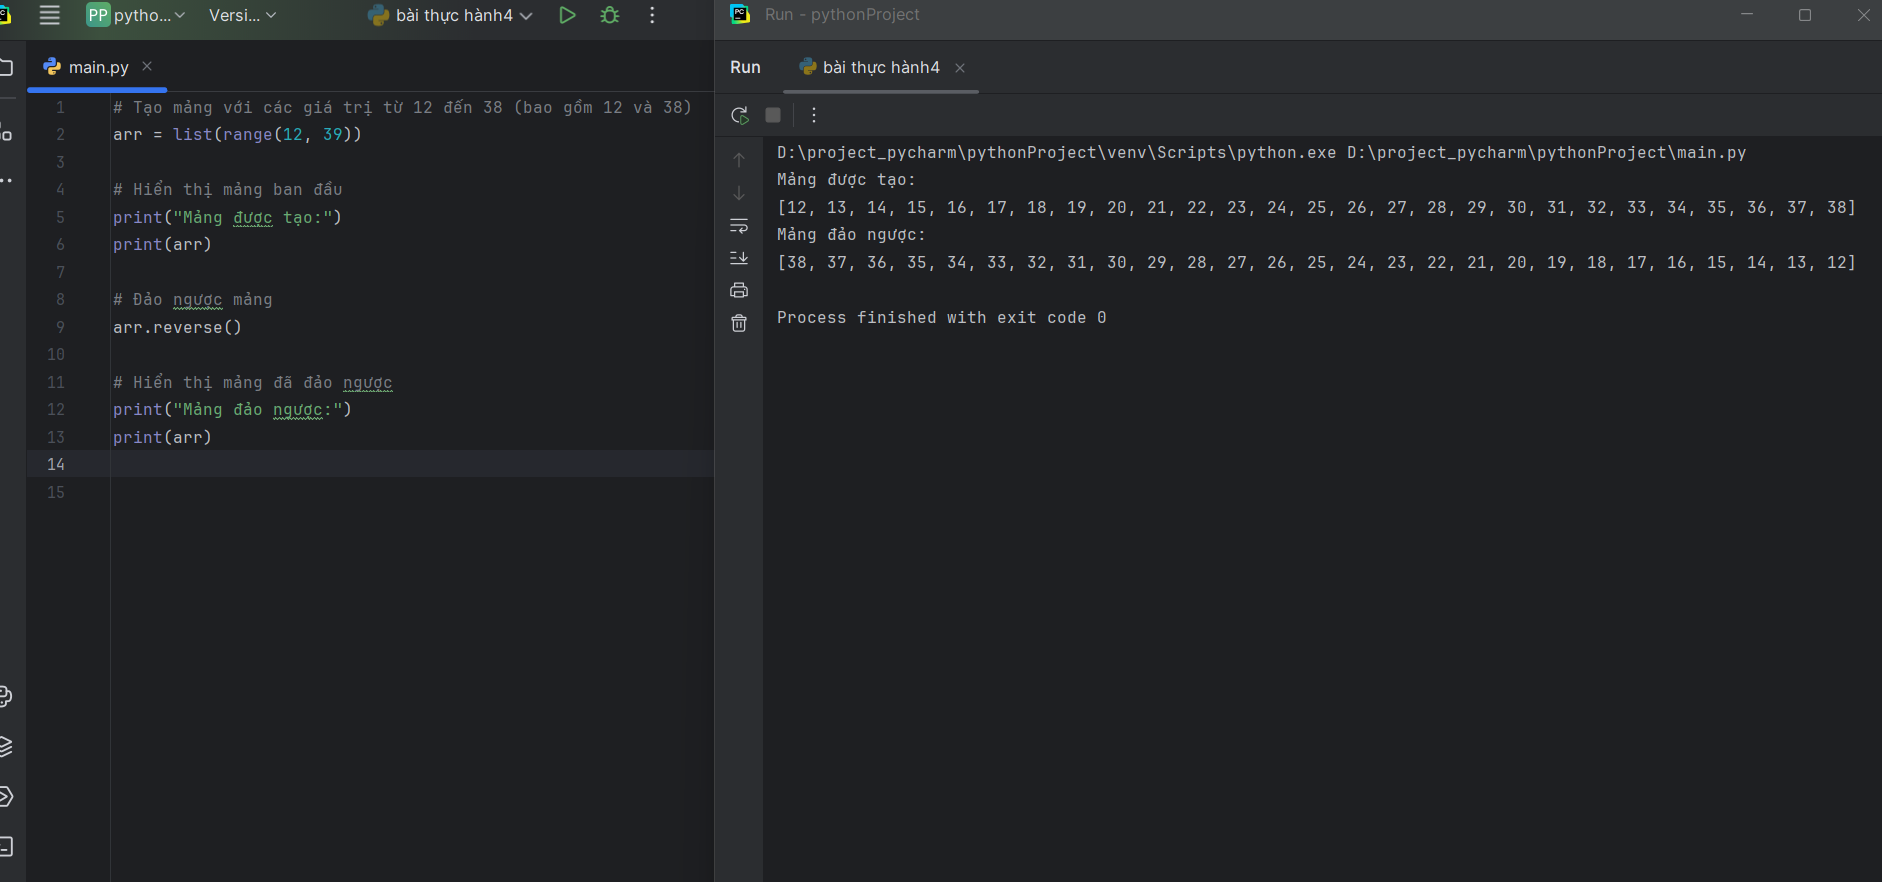 PP pytho... Versi... bài thực hành4
main.py
1 # Tạo mảng với các giá trị từ 12 đến 38 (bao gồm 12 và 38)
2 arr = list(range(12, 39))
3
4 # Hiển thị mảng ban đầu
5 print("Mảng được tạo:")
6 print(arr)
7
8 # Đảo ngược mảng
9 arr.reverse()
10
11 # Hiển thị mảng đã đảo ngược
12 print("Mảng đảo ngược:")
13 print(arr)
14
15
Run - pythonProject
Run bài thực hành4
D:\project_pycharm\pythonProject\venv\Scripts\python.exe D:\project_pycharm\pythonProject\main.py
Mảng được tạo:
[12, 13, 14, 15, 16, 17, 18, 19, 20, 21, 22, 23, 24, 25, 26, 27, 28, 29, 30, 31, 32, 33, 34, 35, 36, 37, 38]
Mảng đảo ngược:
[38, 37, 36, 35, 34, 33, 32, 31, 30, 29, 28, 27, 26, 25, 24, 23, 22, 21, 20, 19, 18, 17, 16, 15, 14, 13, 12]
Process finished with exit code 0